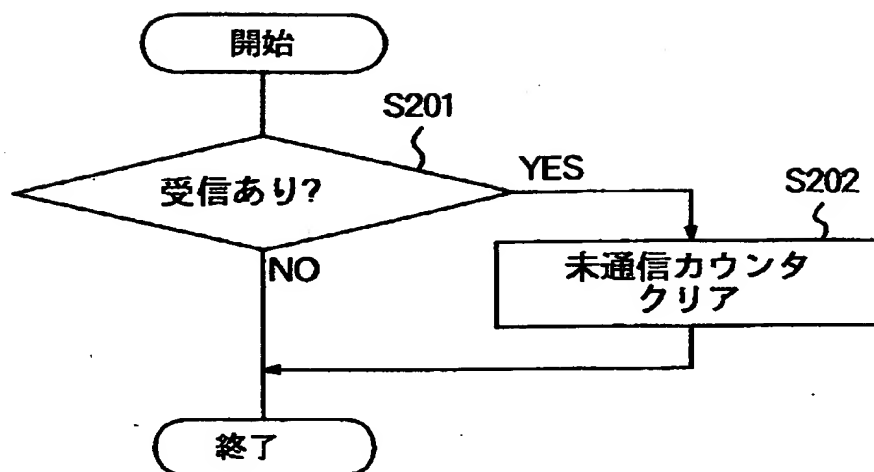 開始
S201
受信あり?
YES
S202
NO
未通信カウンタ
クリア
終了